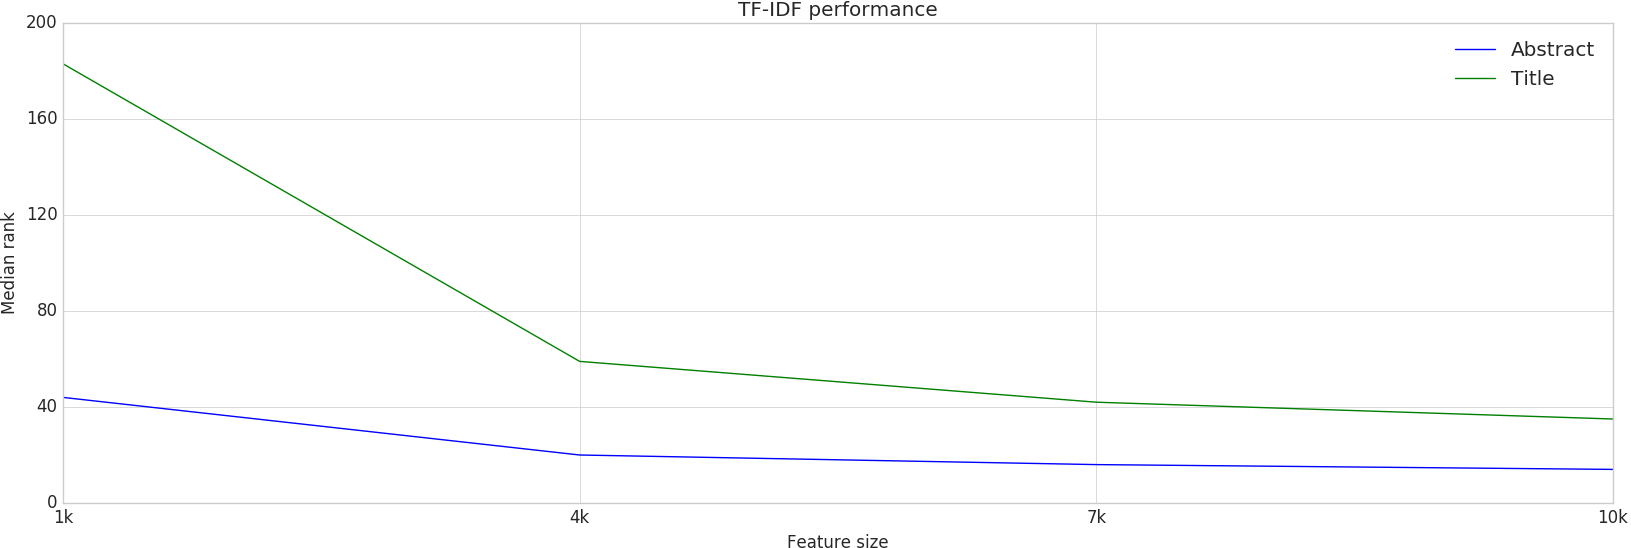 TF-IDF performance
200
160
120
80
40
0
Median rank
1k
4k
7k
10k
Feature size
Abstract
Title